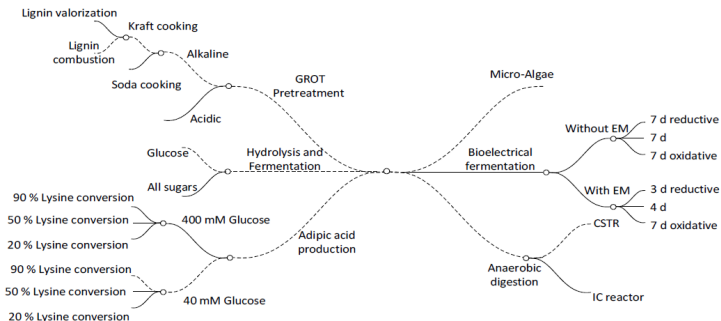 Lignin valorization
Kraft cooking
Lignin
combustion
Alkaline
Soda cooking
GROT
Pretreatment
Acidic
Glucose
Hydrolysis and
Fermentation
All sugars
90 % Lysine conversion
50 % Lysine conversion
400 mM Glucose
20 % Lysine conversion
Adipic acid
production
90 % Lysine conversion
50 % Lysine conversion
40 mM Glucose
20 % Lysine conversion
Micro-Algae
Bioelectrical
fermentation
Without EM
7 d reductive
7 d
7 d oxidative
With EM
3 d reductive
4 d
7 d oxidative
CSTR
Anaerobic
digestion
IC reactor